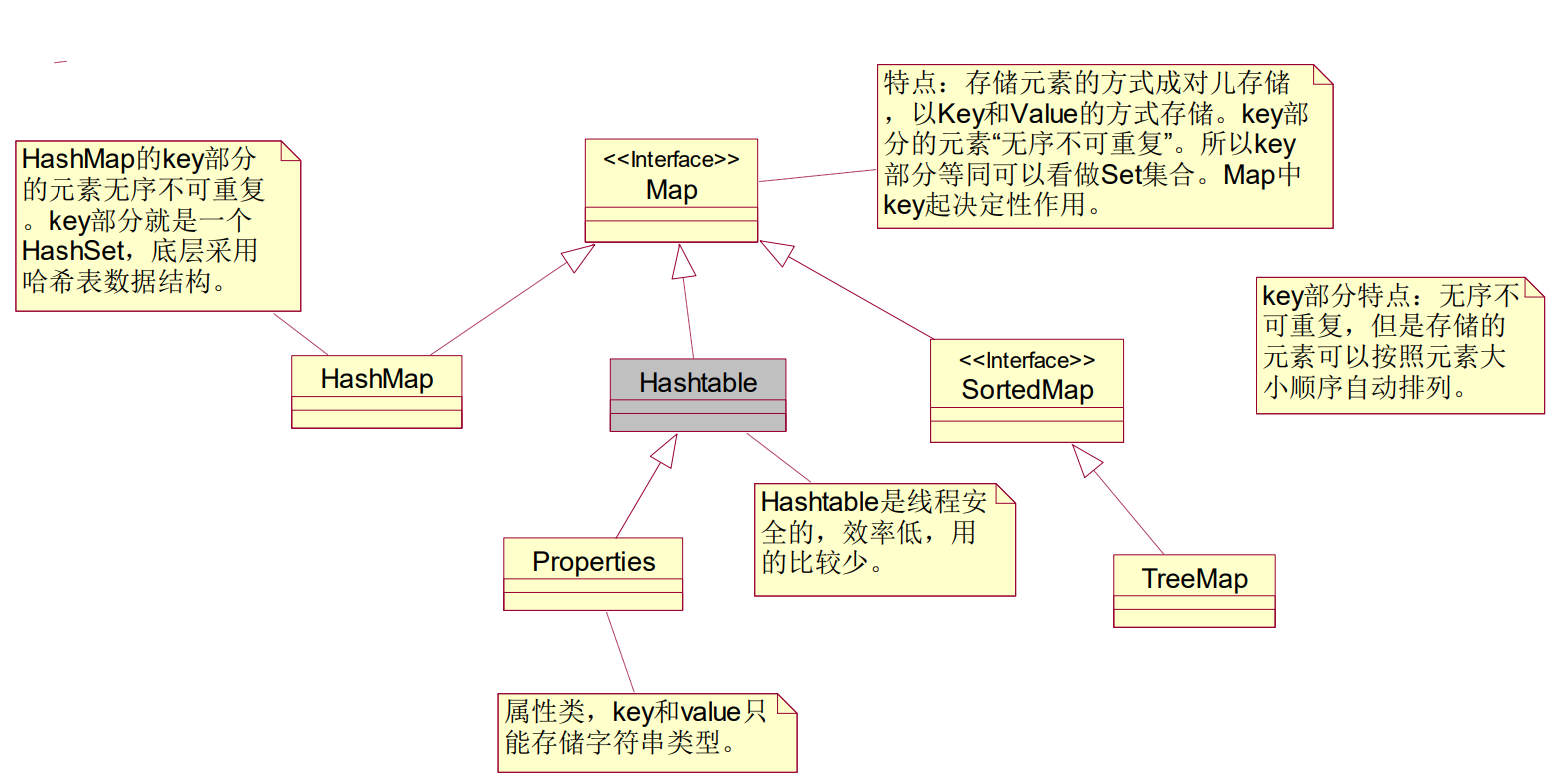 特点：存储元素的方式成对儿存储
，以Key和Value的方式存储。key部
分的元素“无序不可重复”。所以key
部分等同可以看做Set集合。Map中
key起决定性作用。
HashMap的key部分
的元素无序不可重复
。key部分就是一个
HashSet，底层采用
哈希表数据结构。
<<Interface>>
Map
key部分特点：无序不
可重复，但是存储的
元素可以按照元素大
小顺序自动排列。
HashMap
Hashtable
<<Interface>>
SortedMap
Hashtable是线程安
全的，效率低，用
的比较少。
Properties
TreeMap
属性类，key和value只
能存储字符串类型。